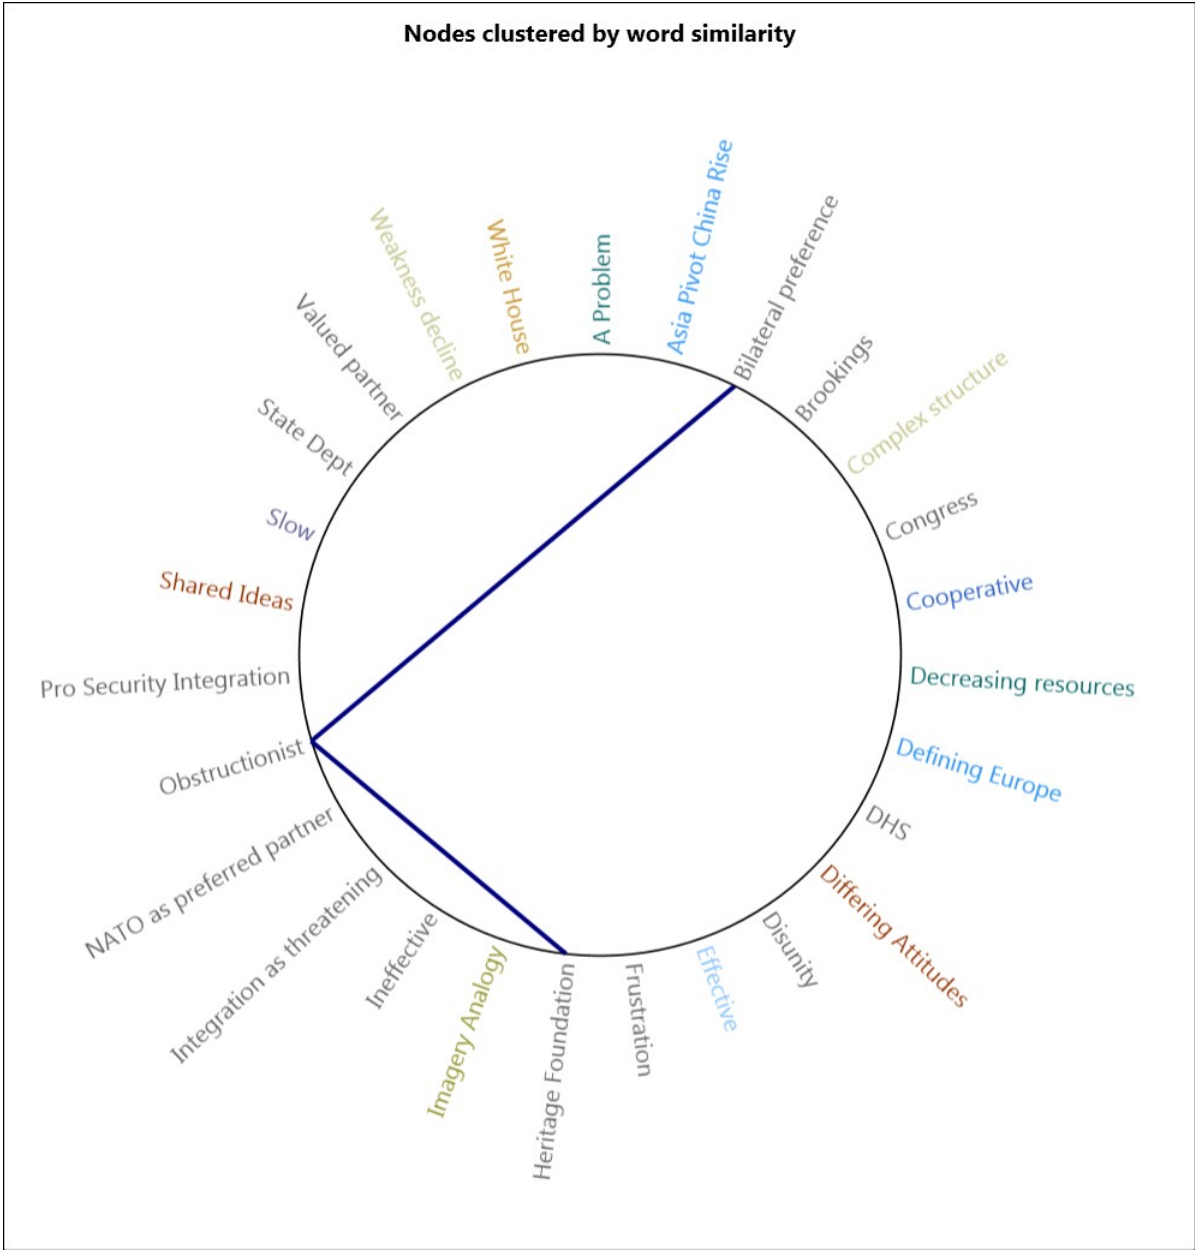 Nodes clustered by word similarity
A Problem
Asia Pivot China Rise
Bilateral preference
Brookings
Complex structure
Congress
Cooperative
Decreasing resources
Defining Europe
DHS
Differing Attitudes
Disunity
Effective
Frustration
Heritage Foundation
Imagery Analogy
Ineffective
Integration as threatening
NATO as preferred partner
Obstructionist
Pro Security Integration
Shared Ideas
Slow
State Dept
Valued partner
Weakness decline
White House